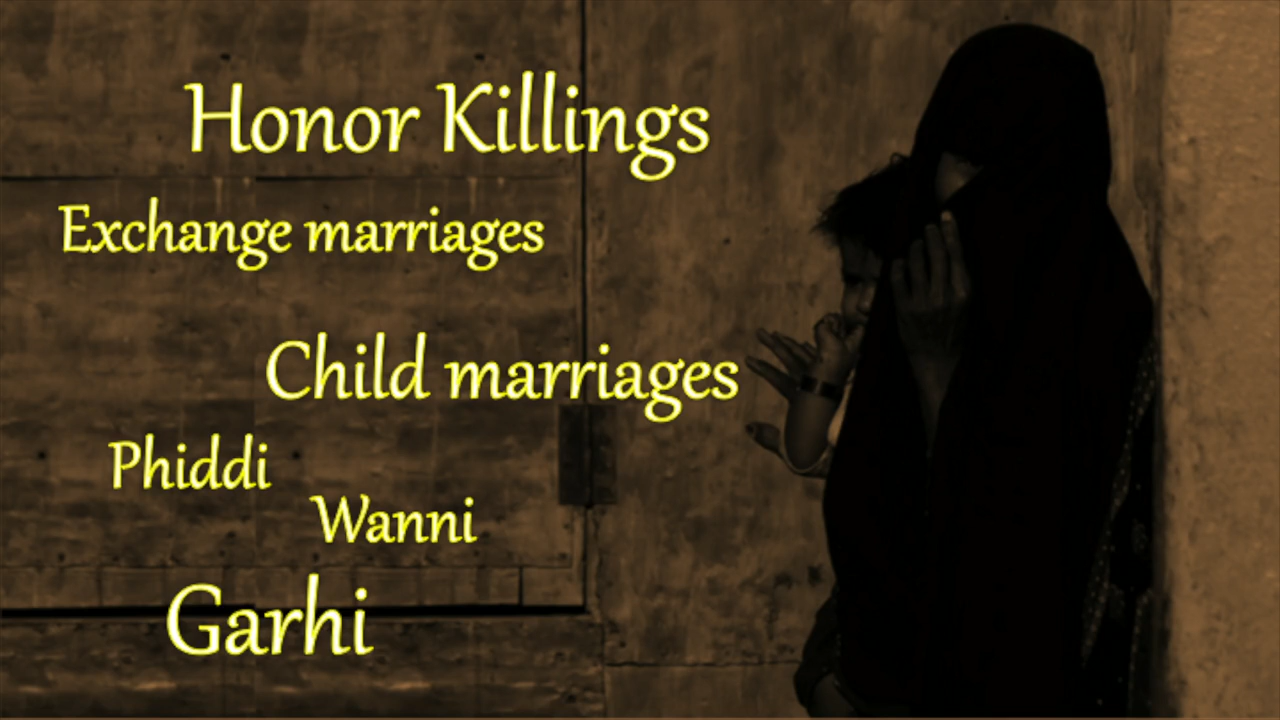 Honor Killings
Exchange marriages
Child marriages
Phiddi
Wanni
Garhi